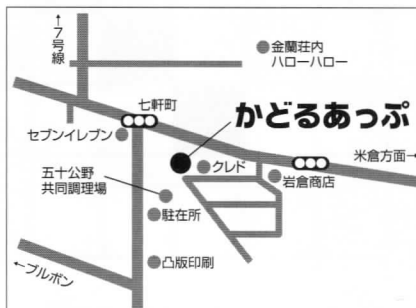 ↑7号線
金蘭荘内
ハローハロー
七軒町
かどるあっぷ
セブンイレブン
米倉方面→
クレド
岩倉商店
五十公野
共同調理場
駐在所
凸版印刷
←ブルボン